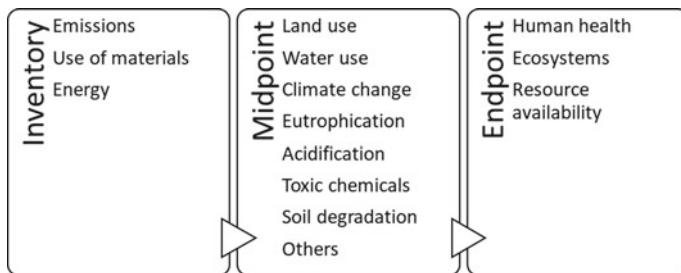 Inventory
Emissions
Use of materials
Energy
Midpoint
Land use
Water use
Climate change
Eutrophication
Acidification
Toxic chemicals
Soil degradation
Others
Endpoint
Human health
Ecosystems
Resource
availability